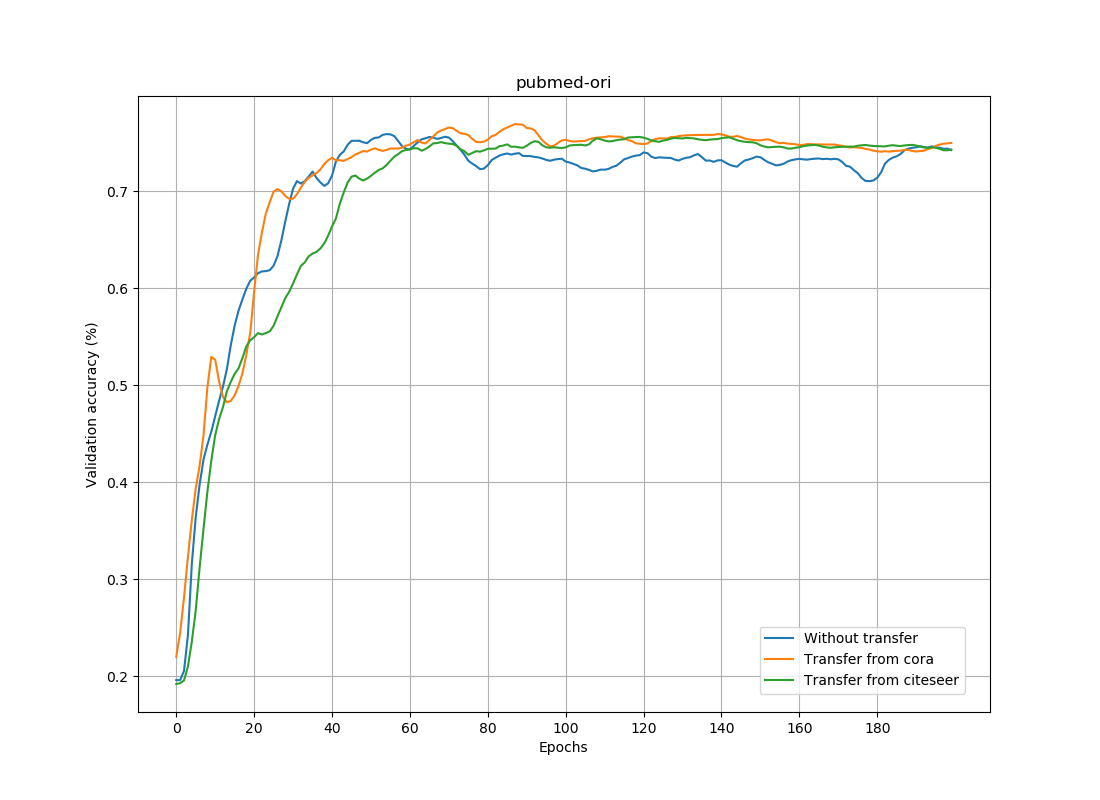 pubmed-ori
Validation accuracy (%)
0.7
0.6
0.5
0.4
0.3
0.2
Without transfer
Transfer from cora
Transfer from citeseer
0 20 40 60 80 100 120 140 160 180
Epochs